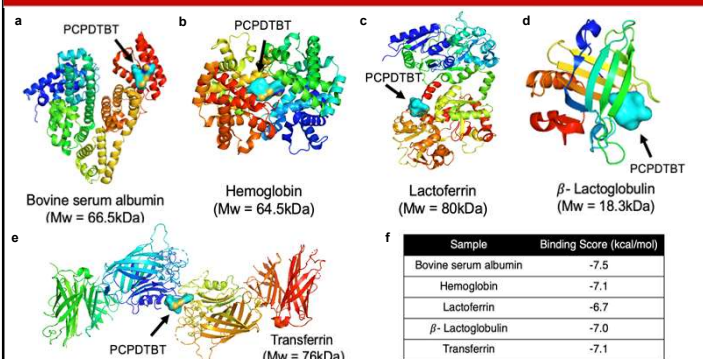 a
PCPDTBT
Bovine serum albumin
(Mw = 66.5kDa)
b
PCPDTBT
Hemoglobin
(Mw = 64.5kDa)
c
PCPDTBT
Lactoferrin
(Mw = 80kDa)
d
PCPDTBT
β- Lactoglobulin
(Mw = 18.3kDa)
e
PCPDTBT
Transferrin
(Mw = 76kDa)
f
Sample Binding Score (kcal/mol)
Bovine serum albumin -7.5
Hemoglobin -7.1
Lactoferrin -6.7
β- Lactoglobulin -7.0
Transferrin -7.1